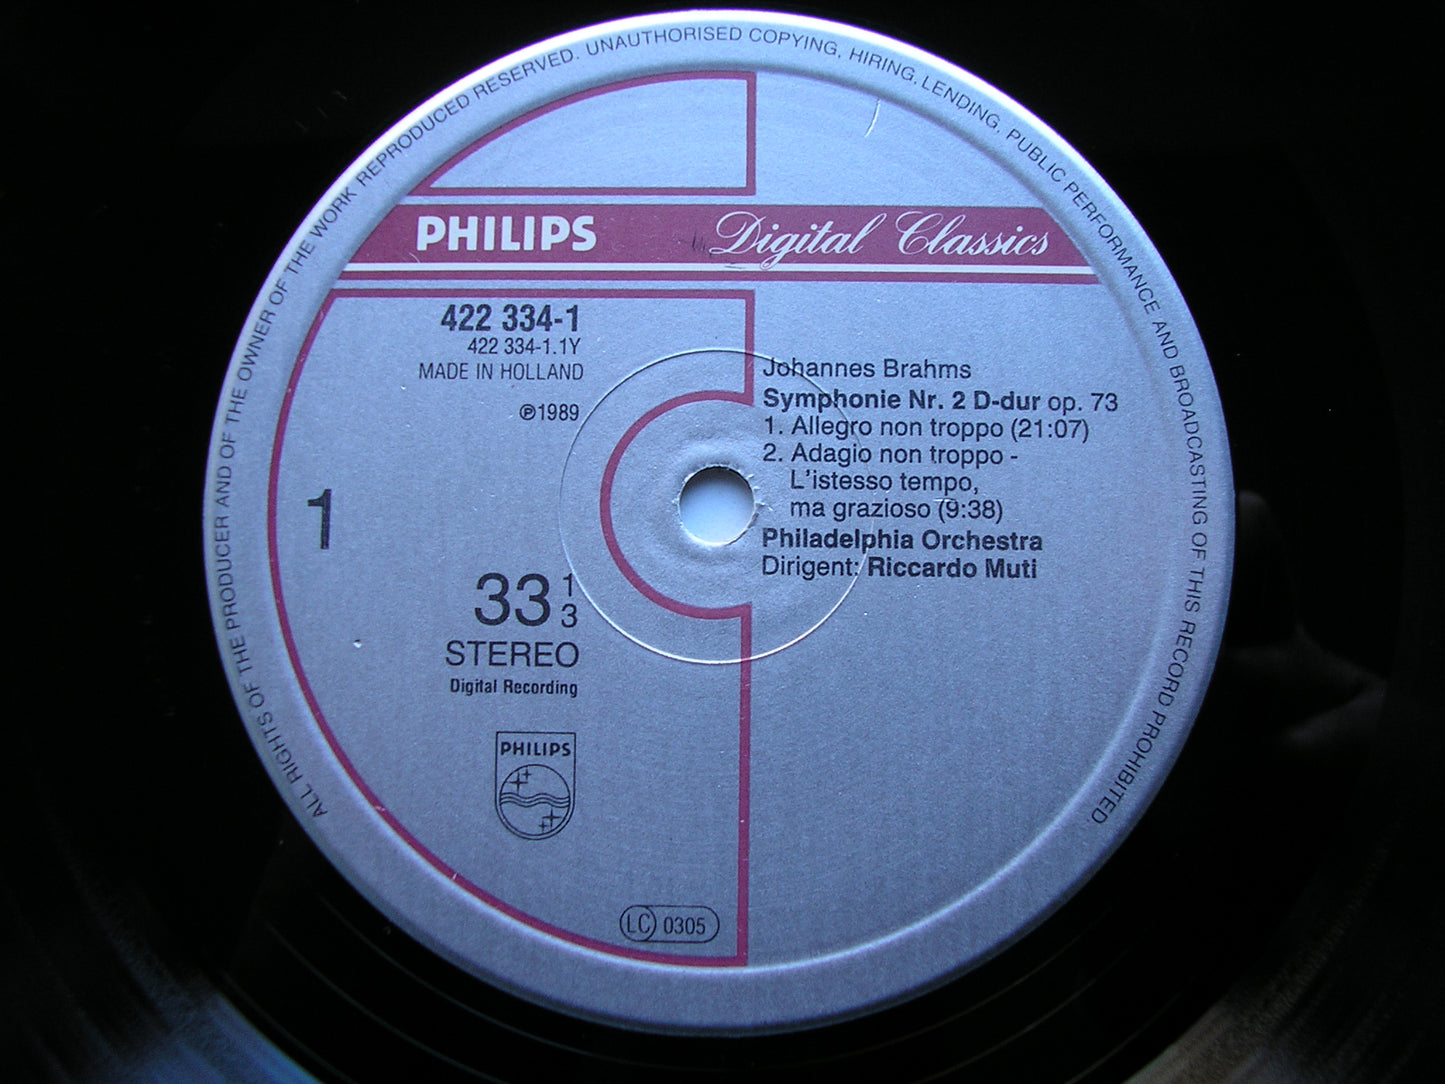 ALL RIGHTS OF THE PRODUCER AND OF THE OWNER OF THE WORK REPRODUCED RESERVED. UNAUTHORISED COPYING, HIRING, LENDING, PUBLIC PERFORMANCE AND BROADCASTING OF THIS RECORD PROHIBITED.
PHILIPS Digital Classics
422 334-1
422 334-1.1Y
MADE IN HOLLAND
℗1989
1
33 1/3
STEREO
Digital Recording
PHILIPS
LC 0305
Johannes Brahms
Symphonie Nr. 2 D-dur op. 73
1. Allegro non troppo (21:07)
2. Adagio non troppo -
L'istesso tempo,
ma grazioso (9:38)
Philadelphia Orchestra
Dirigent: Riccardo Muti